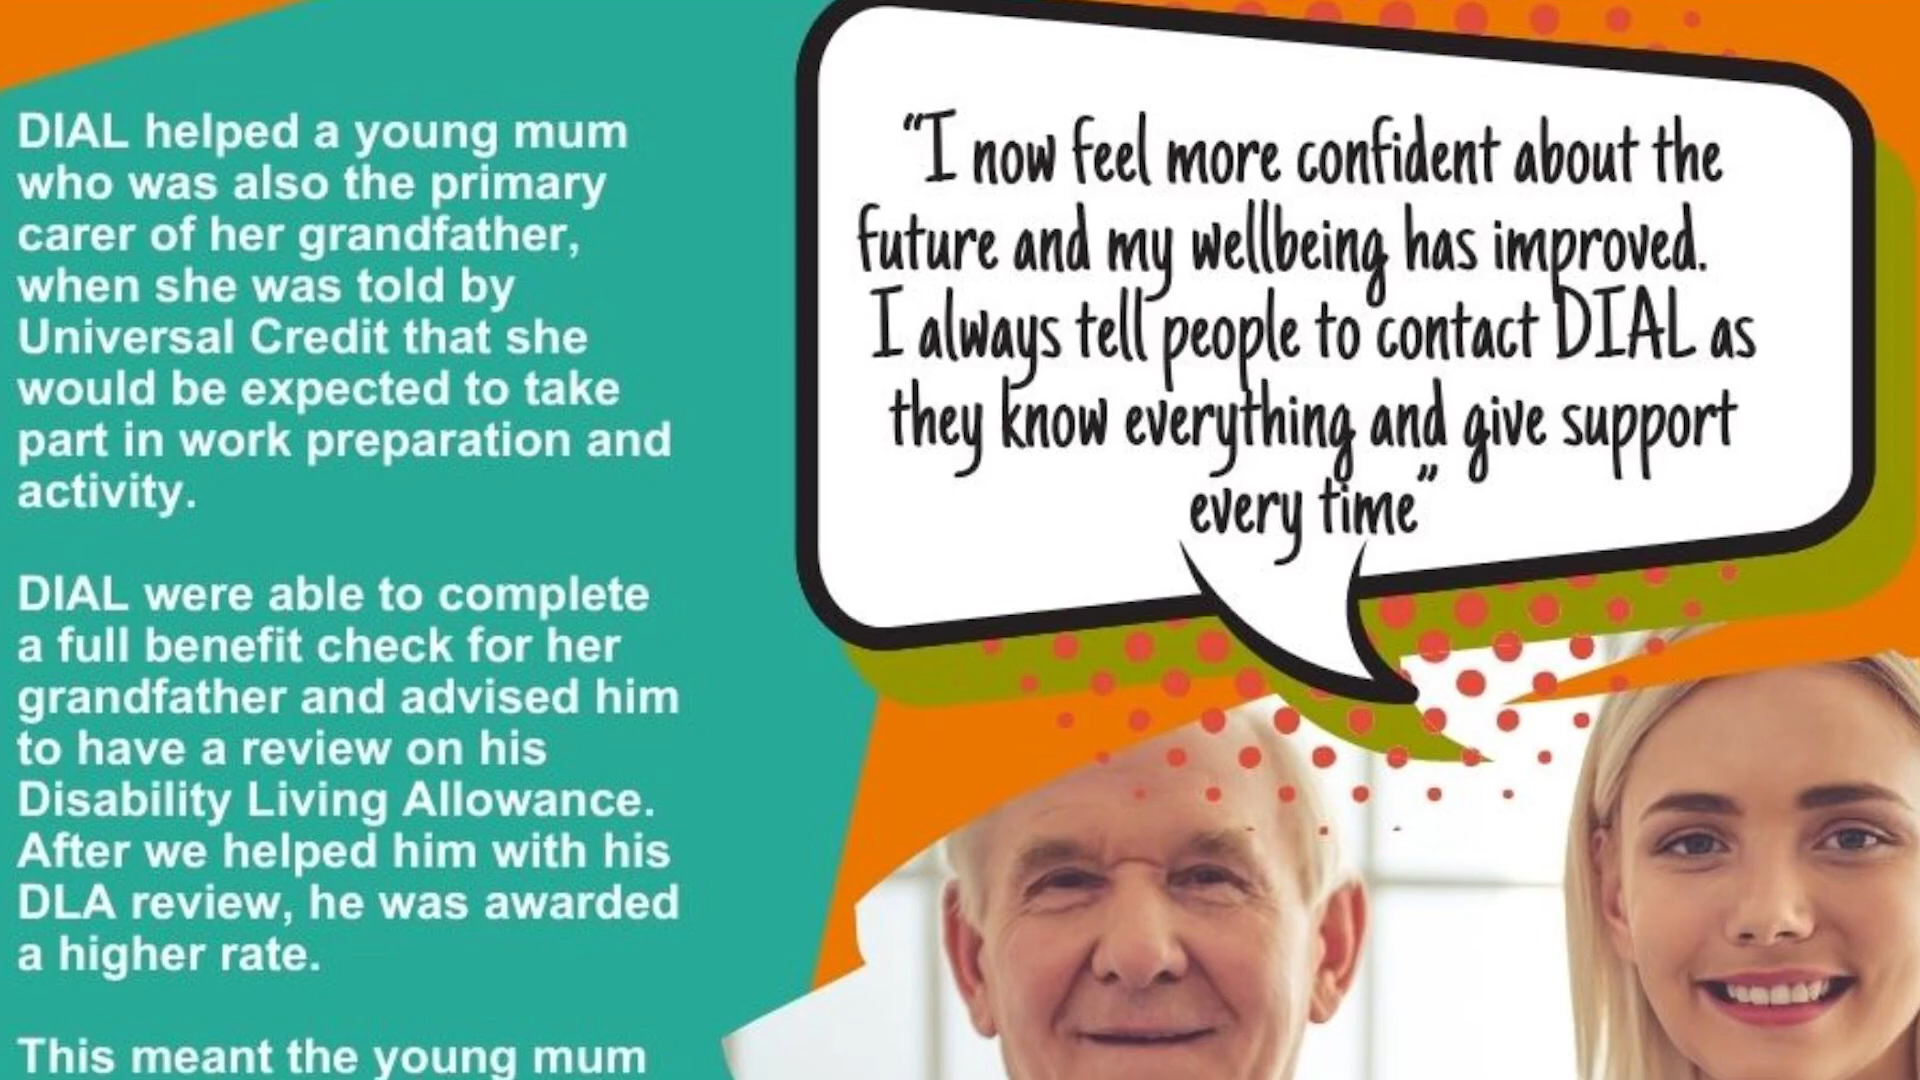 DIAL helped a young mum
who was also the primary
carer of her grandfather,
when she was told by
Universal Credit that she
would be expected to take
part in work preparation and
activity.
DIAL were able to complete
a full benefit check for her
grandfather and advised him
to have a review on his
Disability Living Allowance.
After we helped him with his
DLA review, he was awarded
a higher rate.
This meant the young mum
“I now feel more confident about the
future and my wellbeing has improved.
I always tell people to contact DIAL as
they know everything and give support
every time”